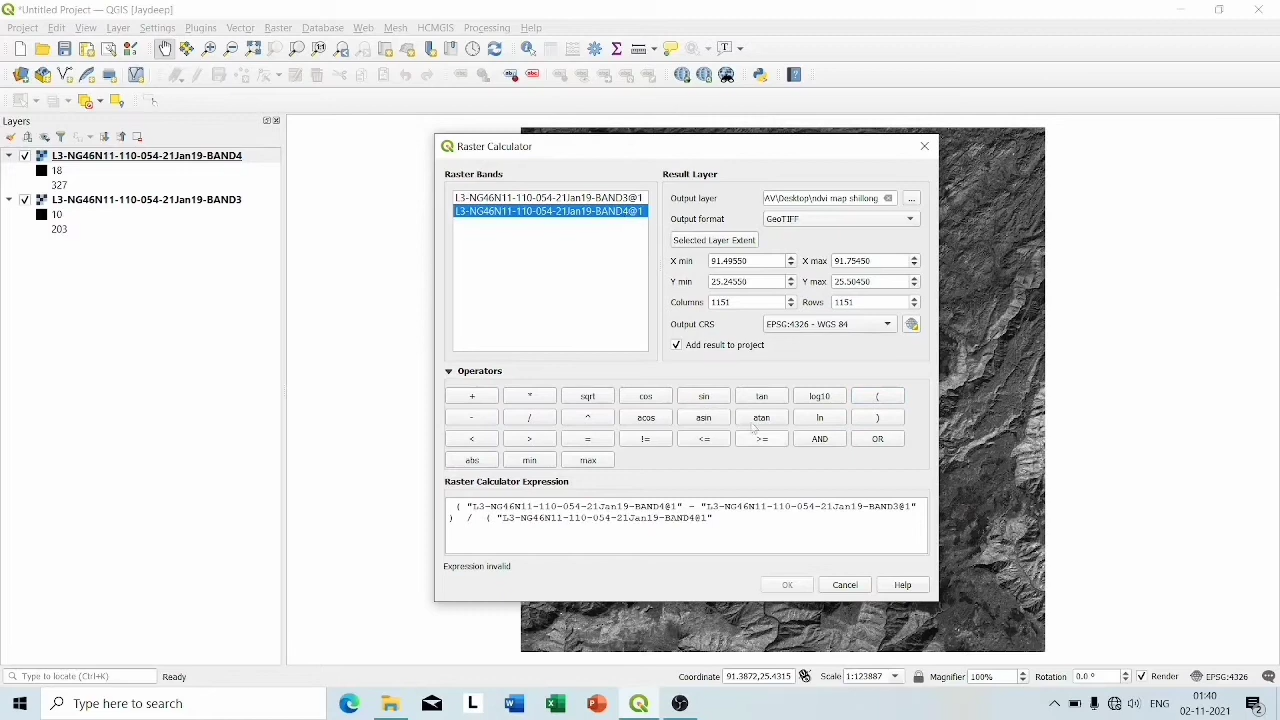 *Untitled Project — QGIS [Jaydeep]
Project Edit View Layer Settings Plugins Vector Raster Database Web Mesh HCMGIS Processing Help
Layers
L3-NG46N11-110-054-21Jan19-BAND4
18
327
L3-NG46N11-110-054-21Jan19-BAND3
10
203
Raster Calculator
Raster Bands
L3-NG46N11-110-054-21Jan19-BAND3@1
L3-NG46N11-110-054-21Jan19-BAND4@1
Result Layer
Output layer AV\Desktop\ndvi map shillong ...
Output format GeoTIFF
Selected Layer Extent
X min 91.49550 X max 91.75450
Y min 25.24550 Y max 25.50450
Columns 1151 Rows 1151
Output CRS EPSG:4326 - WGS 84
Add result to project
Operators
+ * sqrt cos sin tan log10 (
- / ^ acos asin atan ln )
< > = != <= >= AND OR
abs min max
Raster Calculator Expression
( "L3-NG46N11-110-054-21Jan19-BAND4@1" - "L3-NG46N11-110-054-21Jan19-BAND3@1"
) / ( "L3-NG46N11-110-054-21Jan19-BAND4@1"
Expression invalid
OK Cancel Help
Type to locate (Ctrl+K) Ready Coordinate 91.3872,25.4315 Scale 1:123887 Magnifier 100% Rotation 0.0 ° Render EPSG:4326
Type here to search
ENG
01:40
02-11-2021
2